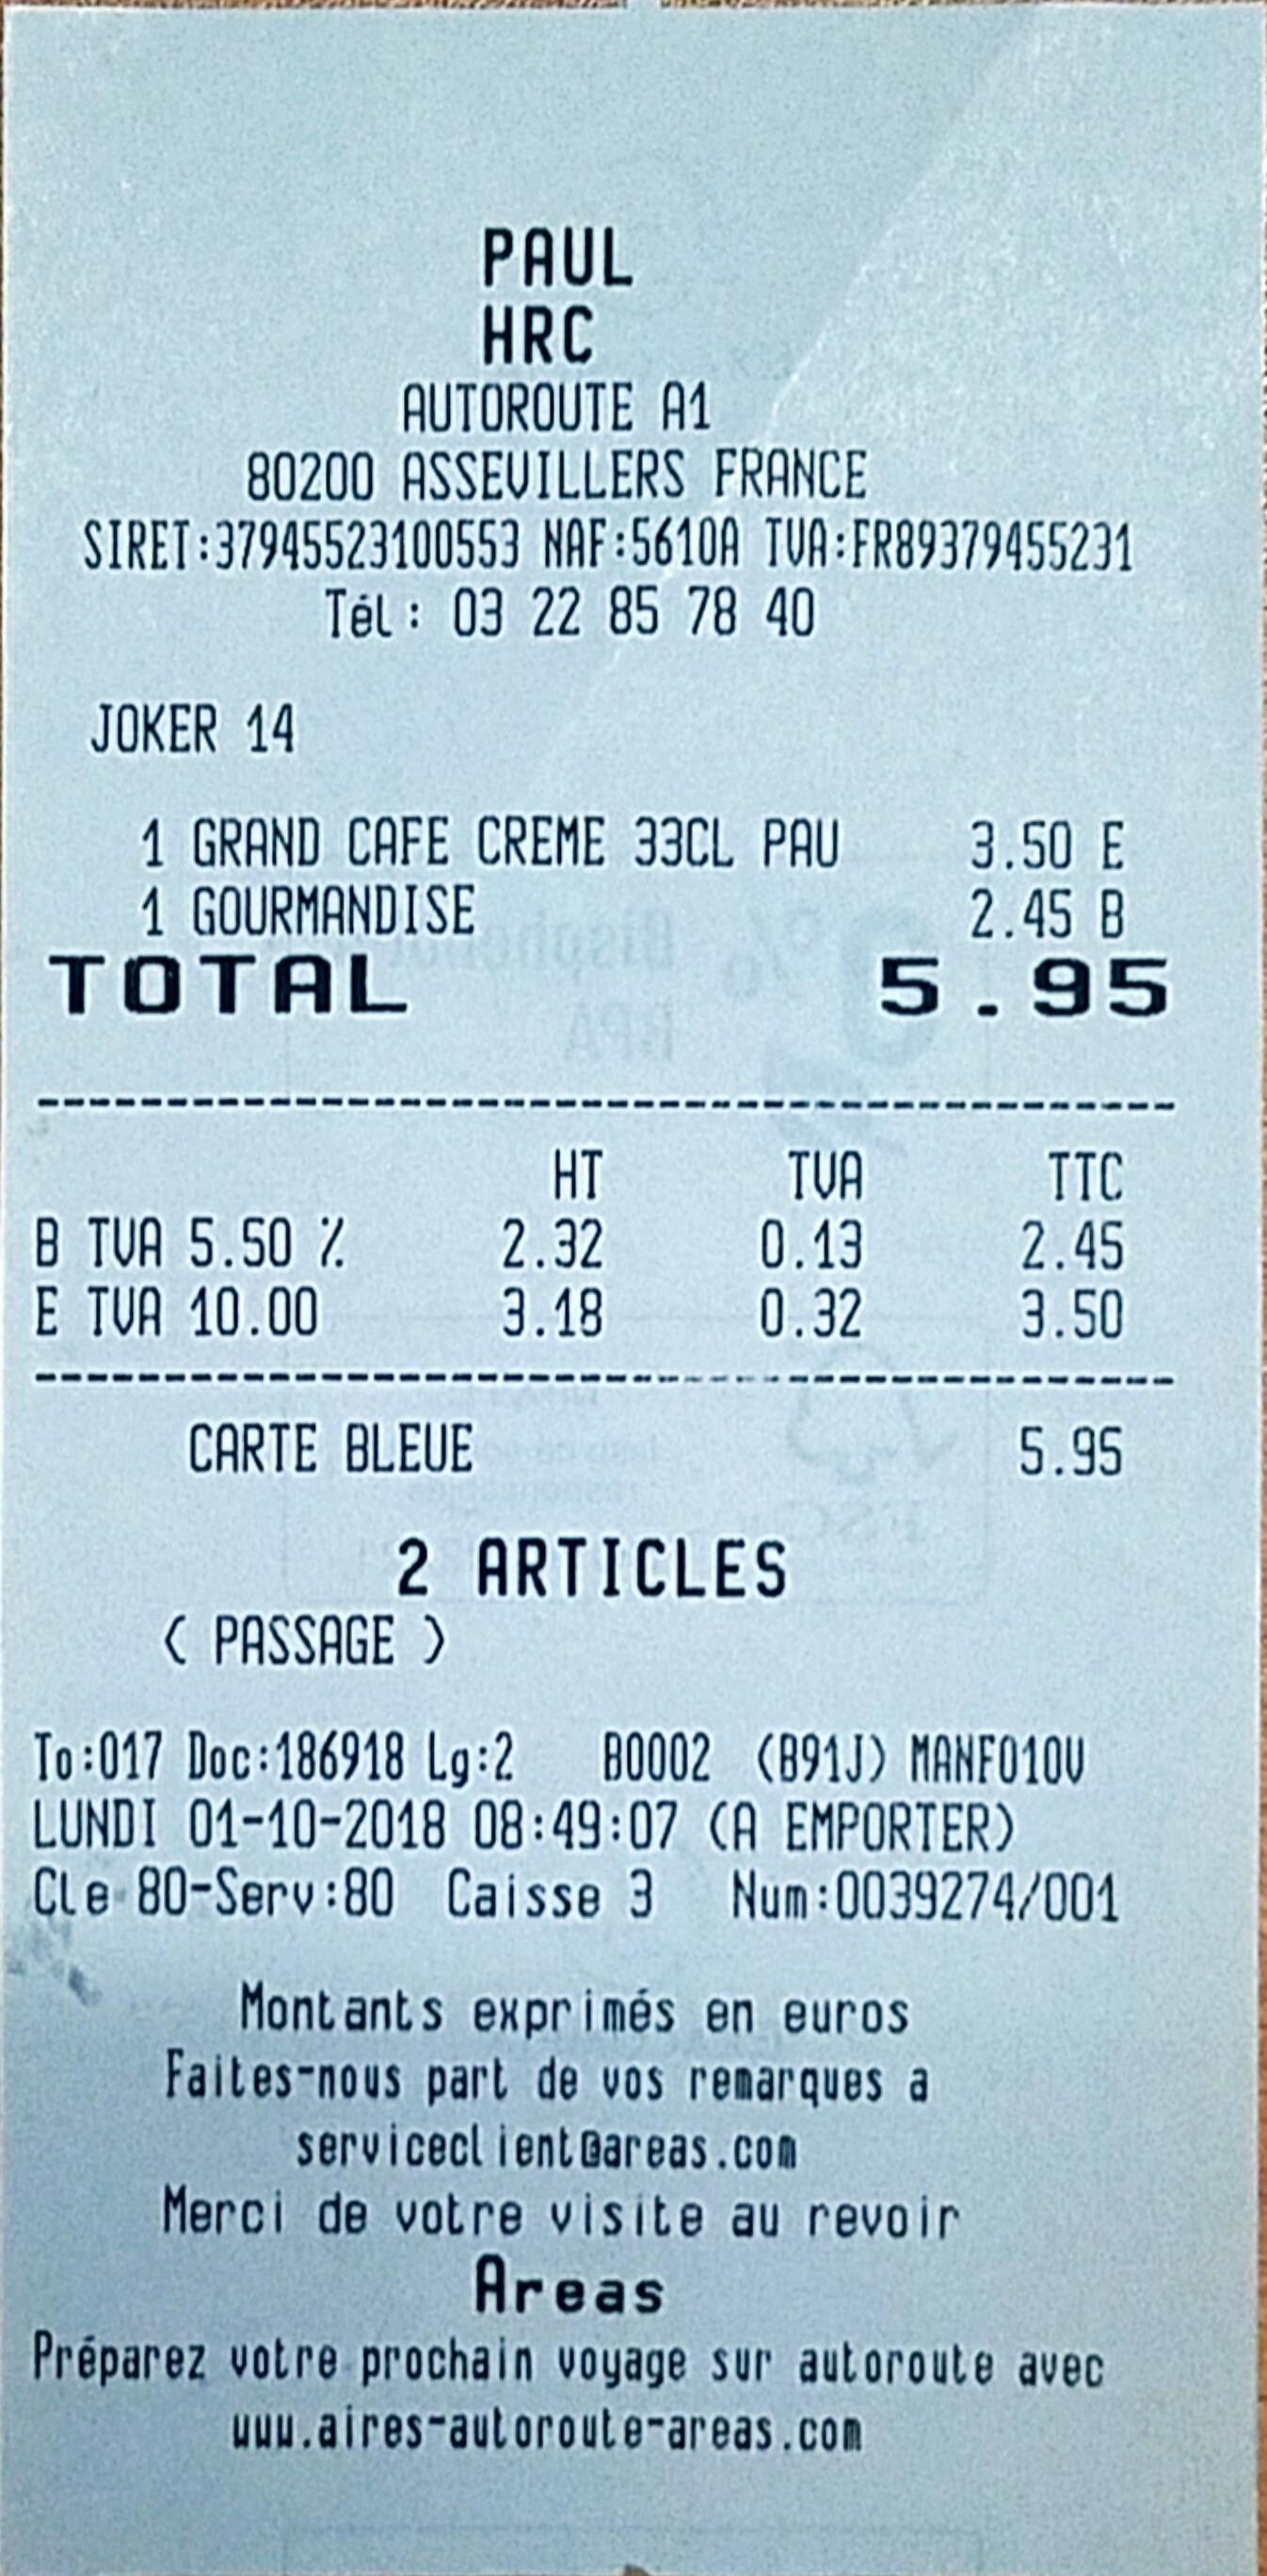 PAUL
HRC
AUTOROUTE A1
80200 ASSEVILLERS FRANCE
SIRET:37945523100553 NAF:5610A TVA:FR89379455231
Tél: 03 22 85 78 40
JOKER 14
1 GRAND CAFE CREME 33CL PAU 3.50 E
1 GOURMANDISE 2.45 B
TOTAL 5.95
HT TVA TTC
B TVA 5.50 % 2.32 0.13 2.45
E TVA 10.00 3.18 0.32 3.50
CARTE BLEUE 5.95
2 ARTICLES
( PASSAGE )
To:017 Doc:186918 Lg:2 B0002 (B91J) MANF010V
LUNDI 01-10-2018 08:49:07 (A EMPORTER)
Cle 80-Serv:80 Caisse 3 Num:0039274/001
Montants exprimés en euros
Faites-nous part de vos remarques a
serviceclient@areas.com
Merci de votre visite au revoir
Areas
Préparez votre prochain voyage sur autoroute avec
www.aires-autoroute-areas.com